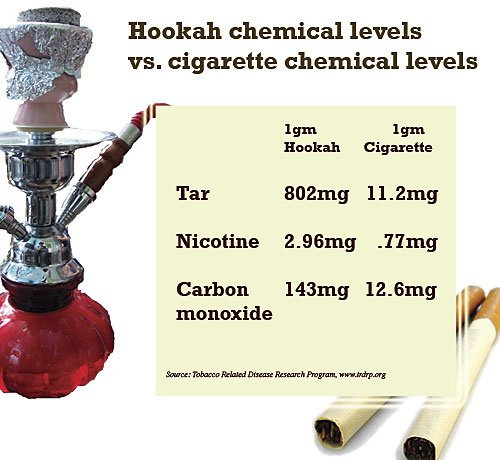 Hookah chemical levels
vs. cigarette chemical levels
1gm 1gm
Hookah Cigarette
Tar 802mg 11.2mg
Nicotine 2.96mg .77mg
Carbon 143mg 12.6mg
monoxide
Source: Tobacco Related Disease Research Program, www.trdrp.org